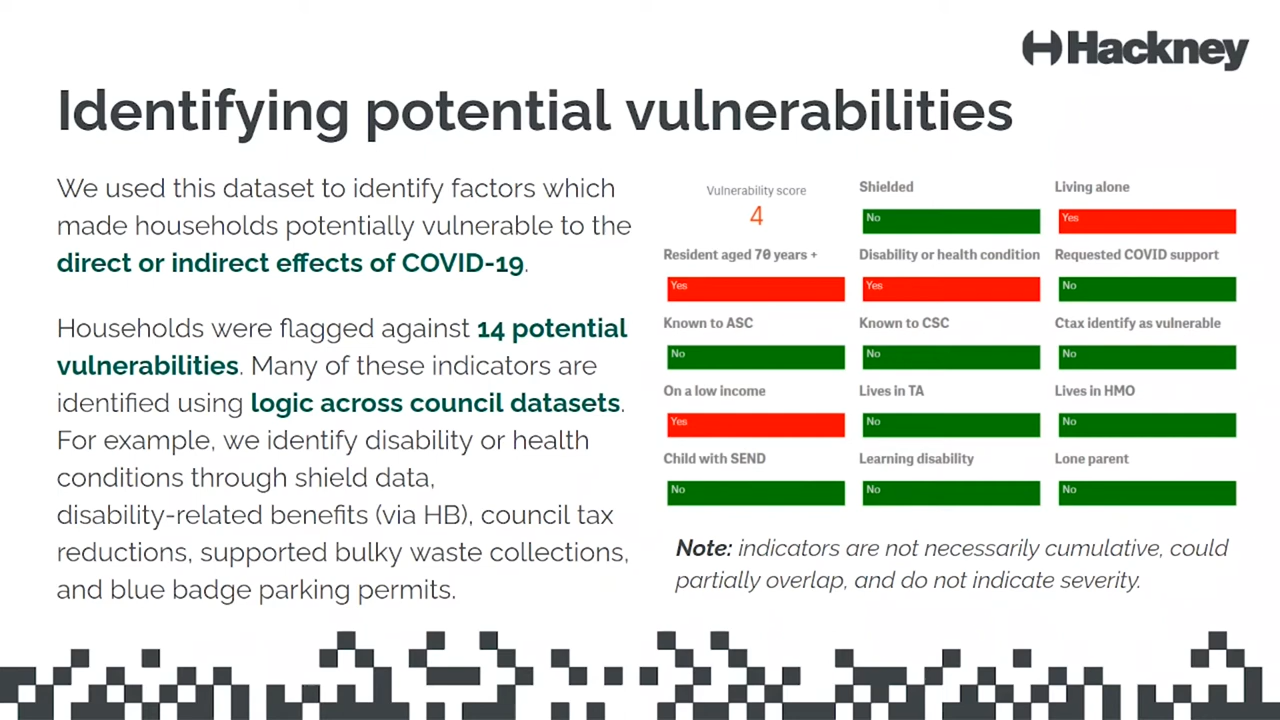 Hackney
Identifying potential vulnerabilities
We used this dataset to identify factors which
made households potentially vulnerable to the
direct or indirect effects of COVID-19.
Households were flagged against 14 potential
vulnerabilities. Many of these indicators are
identified using logic across council datasets.
For example, we identify disability or health
conditions through shield data,
disability-related benefits (via HB), council tax
reductions, supported bulky waste collections,
and blue badge parking permits.
Vulnerability score
4
Shielded
No
Living alone
Yes
Resident aged 70 years +
Yes
Disability or health condition
Yes
Requested COVID support
No
Known to ASC
No
Known to CSC
No
Ctax identify as vulnerable
No
On a low income
Yes
Lives in TA
No
Lives in HMO
No
Child with SEND
No
Learning disability
No
Lone parent
No
Note: indicators are not necessarily cumulative, could
partially overlap, and do not indicate severity.